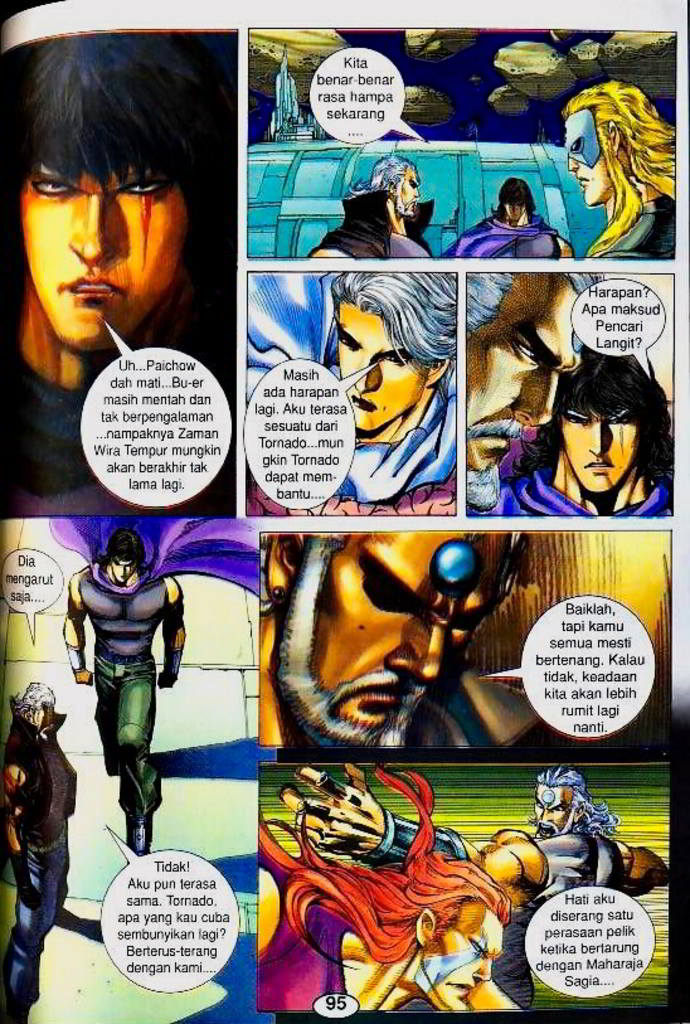 Uh...Paichow
dah mati...Bu-er
masih mentah dan
tak berpengalaman
...nampaknya Zaman
Wira Tempur mungkin
akan berakhir tak
lama lagi.
Kita
benar-benar
rasa hampa
sekarang
....
Masih
ada harapan
lagi. Aku terasa
sesuatu dari
Tornado...mun
gkin Tornado
dapat mem-
bantu....
Harapan?
Apa maksud
Pencari
Langit?
Dia
mengarut
saja....
Tidak!
Aku pun terasa
sama. Tornado,
apa yang kau cuba
sembunyikan lagi?
Berterus-terang
dengan kami....
Baiklah,
tapi kamu
semua mesti
bertenang. Kalau
tidak, keadaan
kita akan lebih
rumit lagi
nanti.
Hati aku
diserang satu
perasaan pelik
ketika bertarung
dengan Maharaja
Sagia....
95